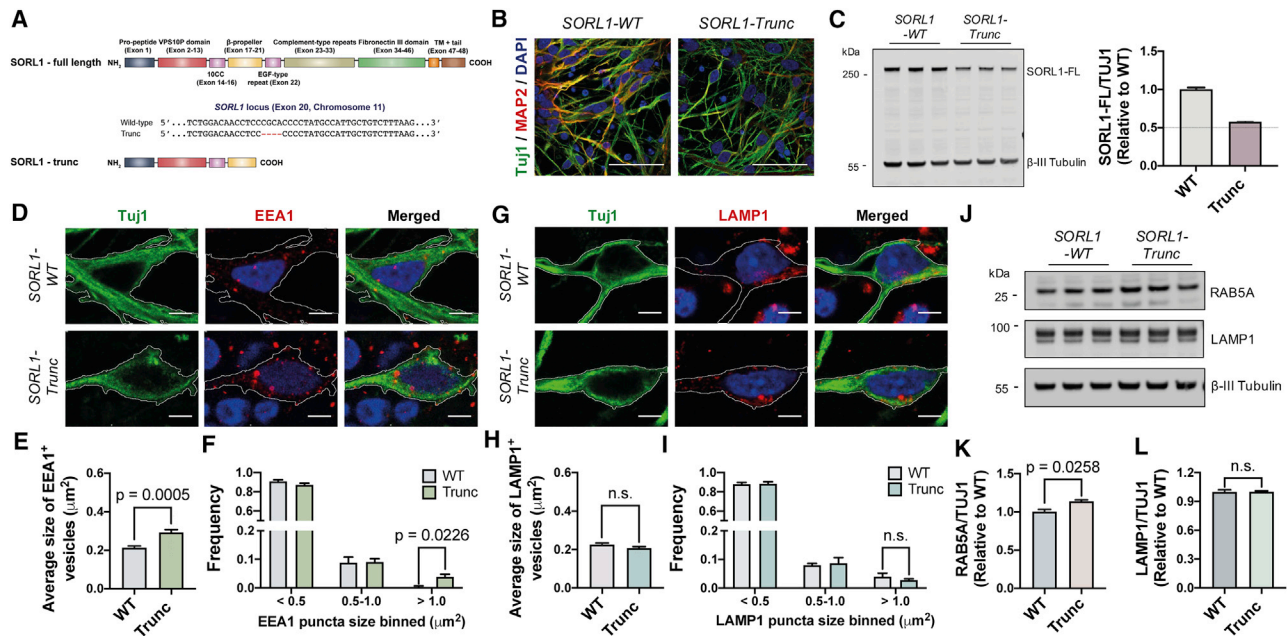 A
Pro-peptide (Exon 1)
VPS10P domain (Exon 2-13)
β-propeller (Exon 17-21)
Complement-type repeats (Exon 23-33)
Fibronectin III domain (Exon 34-46)
TM + tail (Exon 47-48)
SORL1 - full length
NH2
COOH
10CC (Exon 14-16)
EGF-type repeat (Exon 22)
SORL1 locus (Exon 20, Chromosome 11)
Wild-type 5’...TCTGGACAACCTCCCGCACCCCTATGCCATTGCTGTCTTTAAG...3’
Trunc 5’...TCTGGACAACCTCC----CCCCTATGCCATTGCTGTCTTTAAG...3’
SORL1 - trunc
NH2
COOH
B
SORL1-WT
SORL1-Trunc
Tuj1 / MAP2 / DAPI
C
SORL1 -WT
SORL1- Trunc
kDa
250
55
SORL1-FL
β-III Tubulin
SORL1-FL/TUJ1
(Relative to WT)
1.5
1.0
0.5
0.0
WT
Trunc
D
Tuj1
EEA1
Merged
SORL1-WT
SORL1-Trunc
G
Tuj1
LAMP1
Merged
SORL1-WT
SORL1-Trunc
J
SORL1 -WT
SORL1- Trunc
kDa
25
100
55
RAB5A
LAMP1
β-III Tubulin
E
Average size of EEA1+
vesicles (μm2)
0.6
0.4
0.2
0.0
p = 0.0005
WT
Trunc
F
Frequency
1.0
0.8
0.6
0.4
0.2
0.1
0.0
WT
Trunc
p = 0.0226
< 0.5
0.5-1.0
> 1.0
EEA1 puncta size binned (μm2)
H
Average size of LAMP1+
vesicles (μm2)
0.6
0.4
0.2
0.0
n.s.
WT
Trunc
I
Frequency
1.0
0.8
0.6
0.4
0.2
0.1
0.0
WT
Trunc
n.s.
< 0.5
0.5-1.0
> 1.0
LAMP1 puncta size binned (μm2)
K
RAB5A/TUJ1
(Relative to WT)
1.5
1.0
0.5
0.0
p = 0.0258
WT
Trunc
L
LAMP1/TUJ1
(Relative to WT)
1.5
1.0
0.5
0.0
n.s.
WT
Trunc